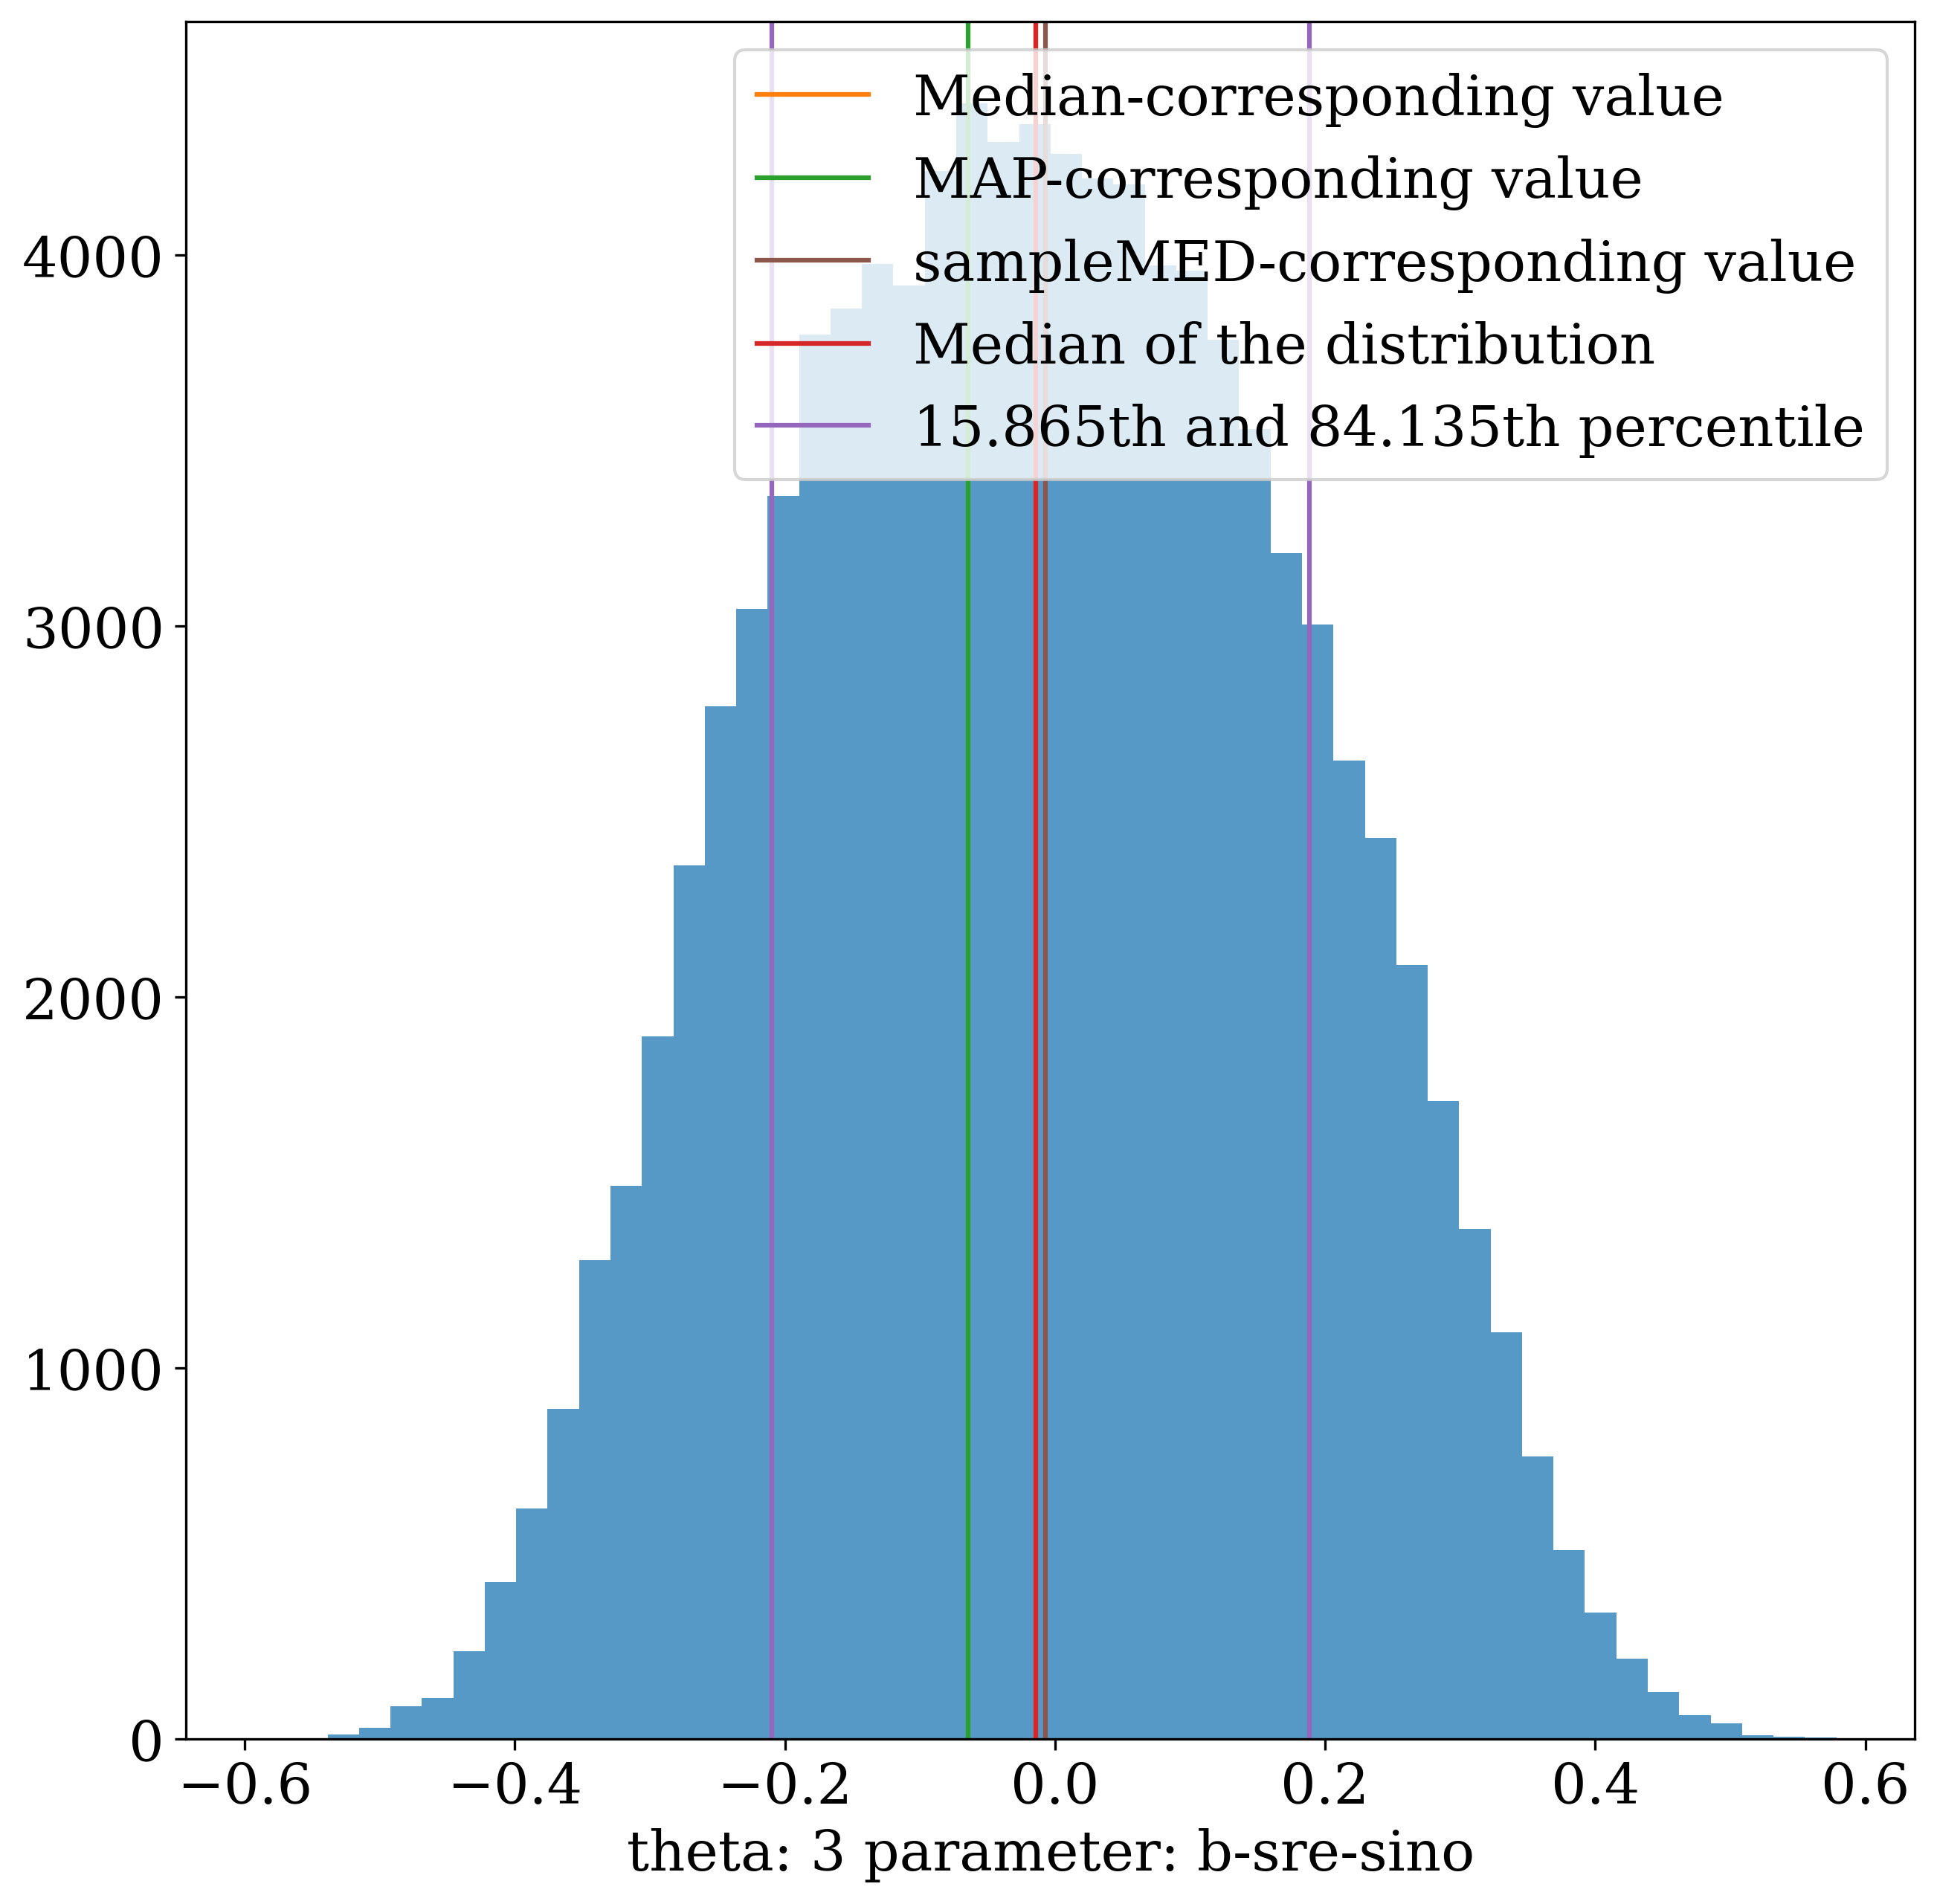 Median-corresponding value
MAP-corresponding value
sampleMED-corresponding value
Median of the distribution
15.865th and 84.135th percentile
4000
3000
2000
1000
0
−0.6 −0.4 −0.2 0.0 0.2 0.4 0.6
theta: 3 parameter: b-sre-sino